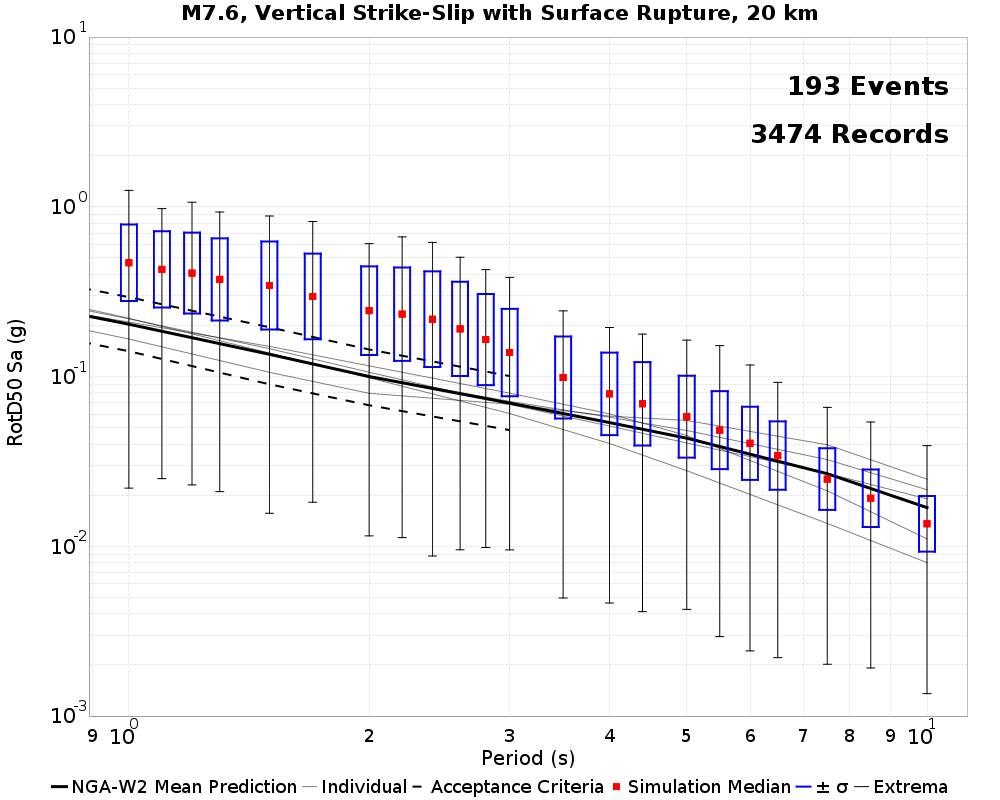 M7.6, Vertical Strike-Slip with Surface Rupture, 20 km
193 Events
3474 Records
RotD50 Sa (g)
10^1
10^0
10^-1
10^-2
10^-3
9 10^0 2 3 4 5 6 7 8 9 10^1
Period (s)
NGA-W2 Mean Prediction Individual Acceptance Criteria Simulation Median ± σ Extrema